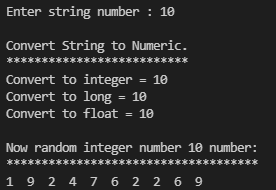 Enter string number : 10
Convert String to Numeric.
**************************
Convert to integer = 10
Convert to long = 10
Convert to float = 10
Now random integer number 10 number:
************************************
1 9 2 4 7 6 2 2 6 9